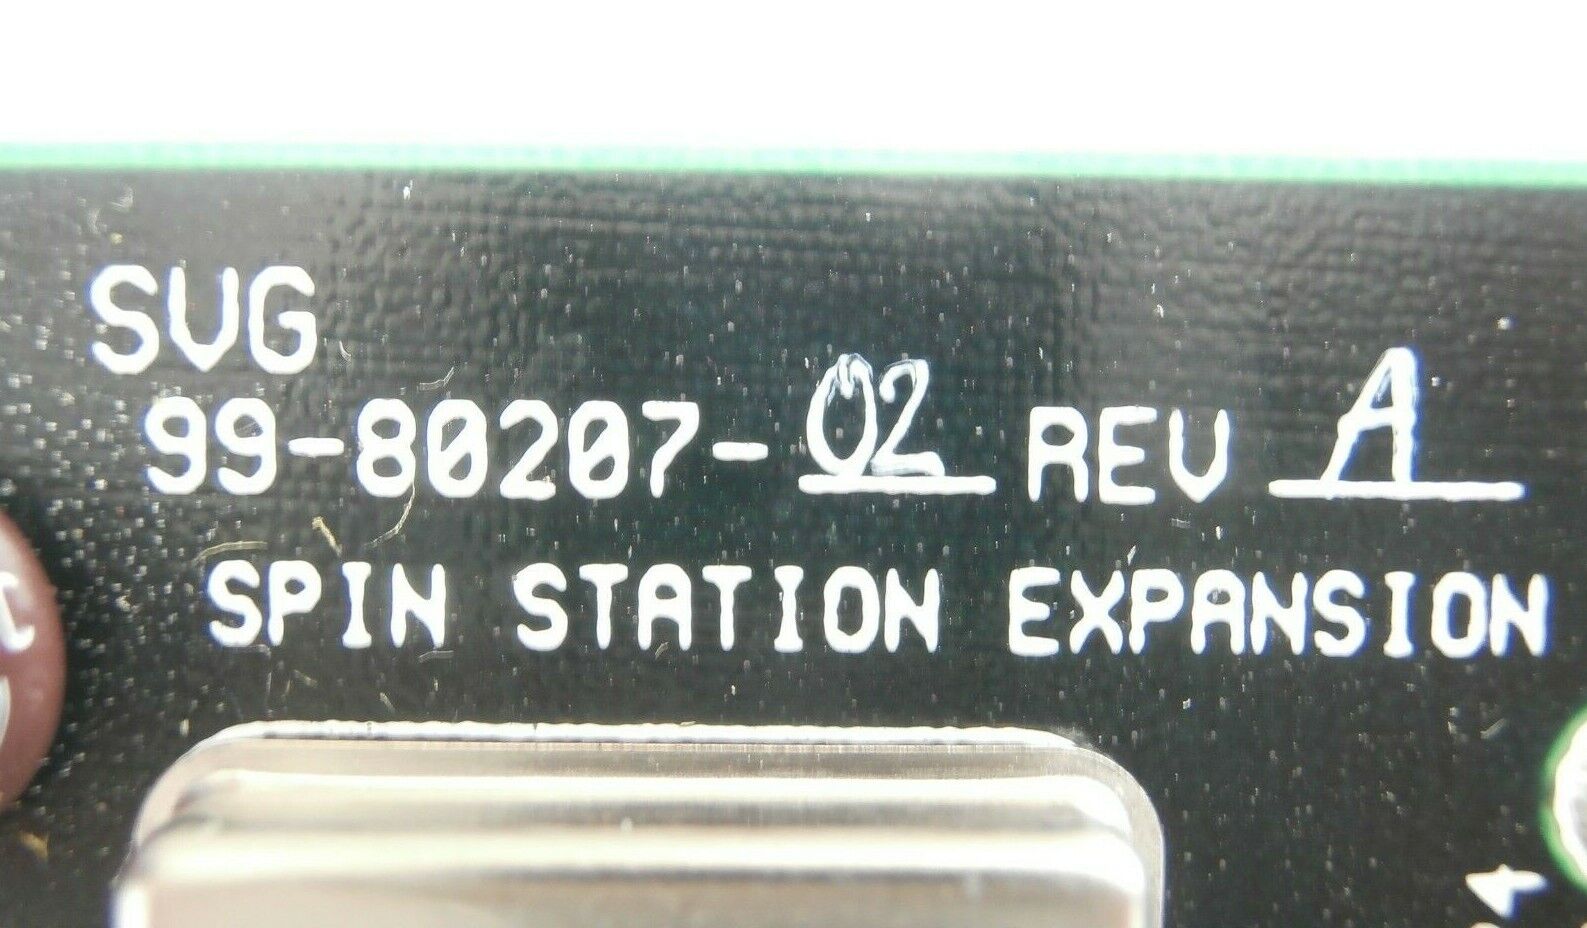 SVG
99-80207-02 REV A
SPIN STATION EXPANSION